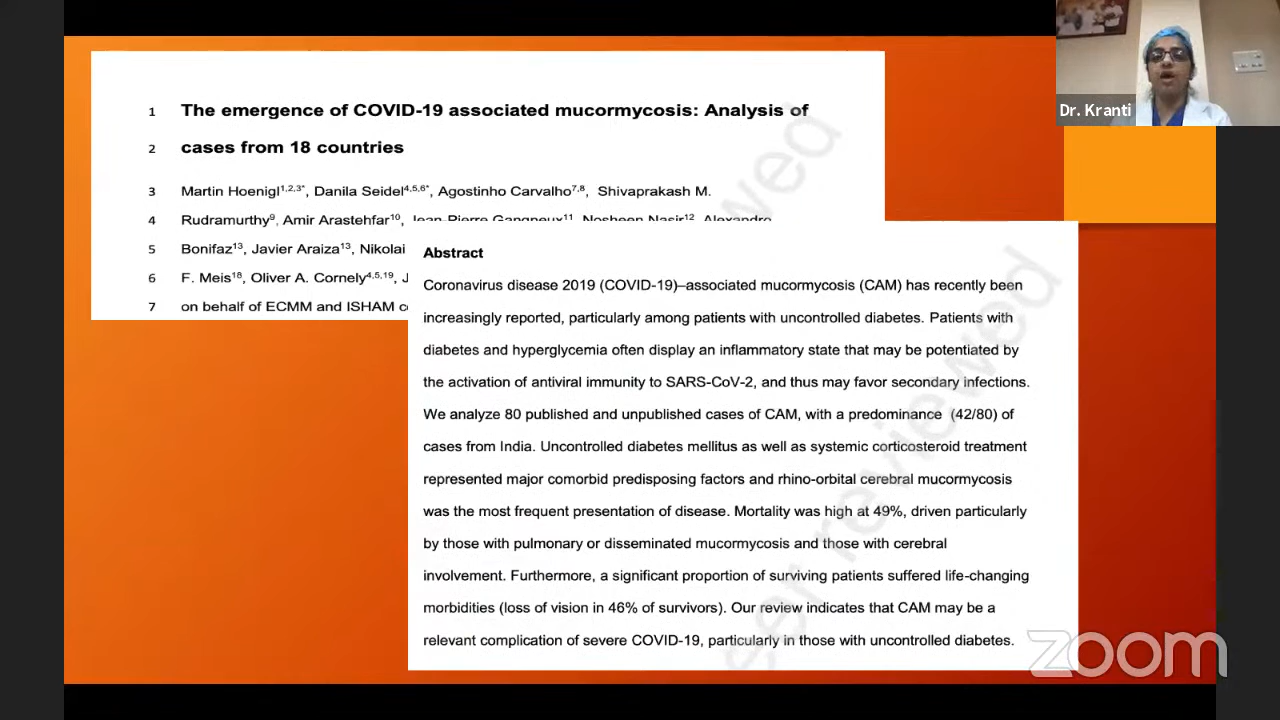 1 The emergence of COVID-19 associated mucormycosis: Analysis of
2 cases from 18 countries
3 Martin Hoenigl1,2,3*, Danila Seidel4,5,6*, Agostinho Carvalho7,8, Shivaprakash M.
4 Rudramurthy9, Amir Arastehfar10, Jean-Pierre Gangneux11, Nosheen Nasir12, Alexandro
5 Bonifaz13, Javier Araiza13, Nikolai
6 F. Meis18, Oliver A. Cornely4,5,19, J
7 on behalf of ECMM and ISHAM c
Dr. Kranti
Abstract
Coronavirus disease 2019 (COVID-19)–associated mucormycosis (CAM) has recently been
increasingly reported, particularly among patients with uncontrolled diabetes. Patients with
diabetes and hyperglycemia often display an inflammatory state that may be potentiated by
the activation of antiviral immunity to SARS-CoV-2, and thus may favor secondary infections.
We analyze 80 published and unpublished cases of CAM, with a predominance (42/80) of
cases from India. Uncontrolled diabetes mellitus as well as systemic corticosteroid treatment
represented major comorbid predisposing factors and rhino-orbital cerebral mucormycosis
was the most frequent presentation of disease. Mortality was high at 49%, driven particularly
by those with pulmonary or disseminated mucormycosis and those with cerebral
involvement. Furthermore, a significant proportion of surviving patients suffered life-changing
morbidities (loss of vision in 46% of survivors). Our review indicates that CAM may be a
relevant complication of severe COVID-19, particularly in those with uncontrolled diabetes.
zoom